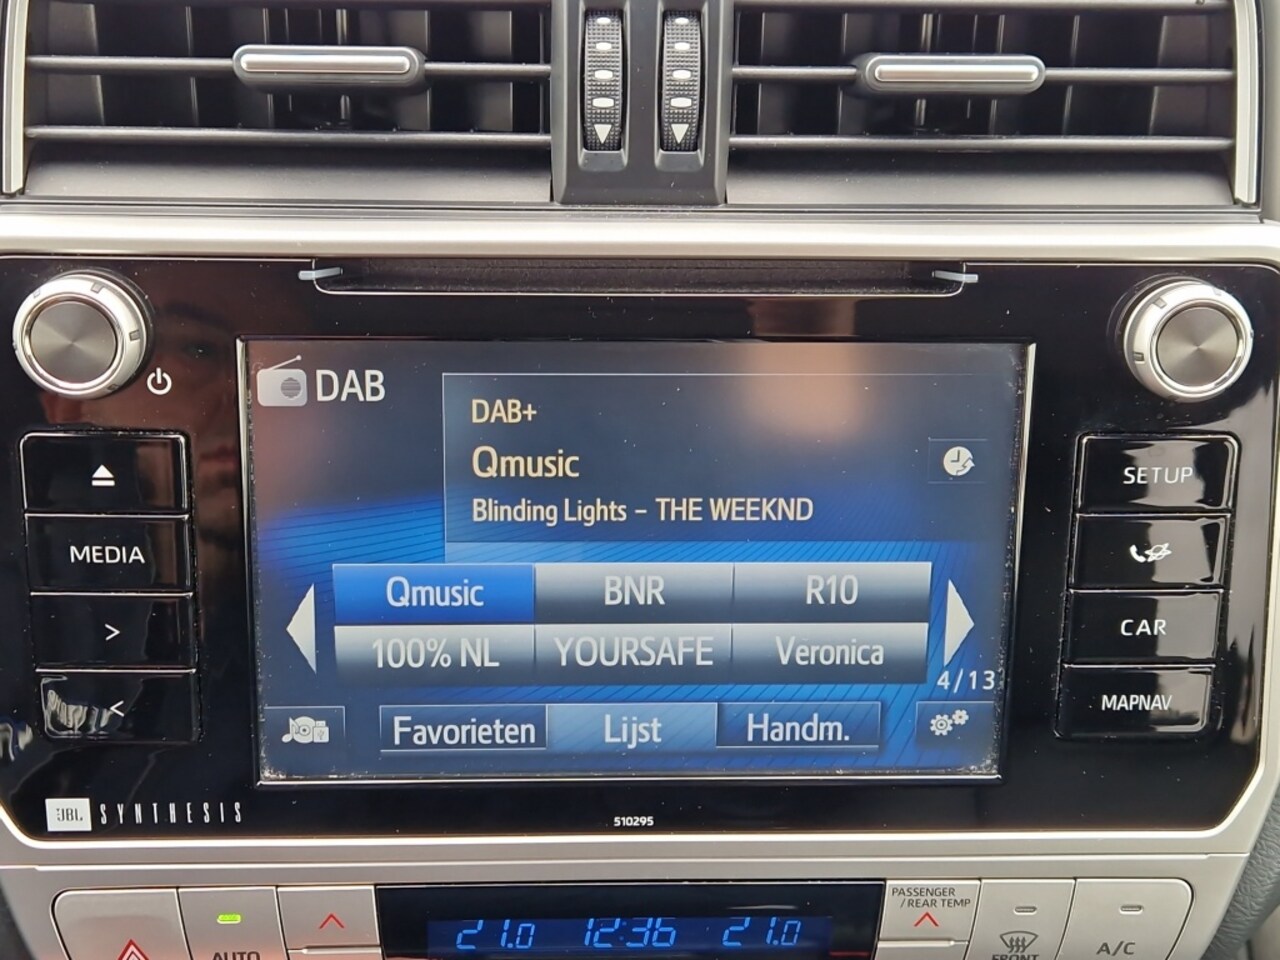 DAB
DAB+
Qmusic
Blinding Lights - THE WEEKND
Qmusic BNR R10
100% NL YOURSAFE Veronica
4/13
Favorieten Lijst Handm.
MEDIA
>
<
SETUP
CAR
MAPNAV
JBL SYNTHESIS
510295
AUTO
21.0 12:36 21.0
PASSENGER
/REAR TEMP
FRONT
A/C